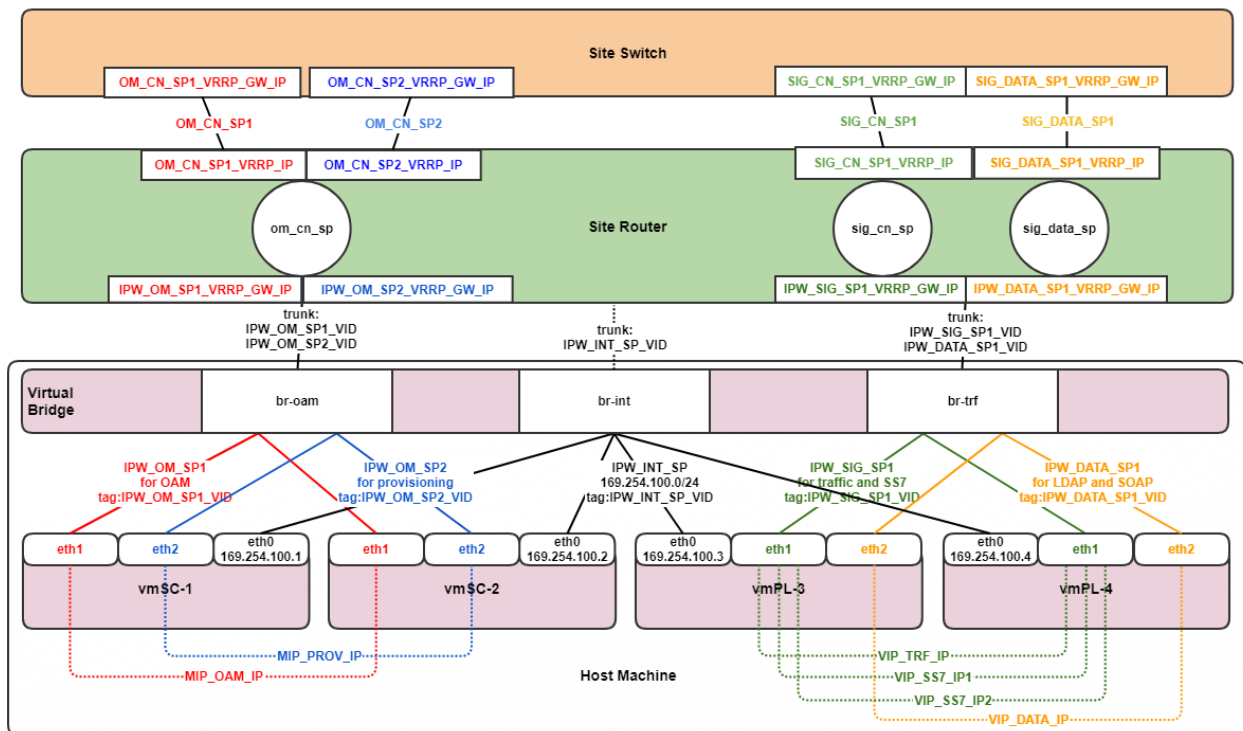 Site Switch
OM_CN_SP1_VRRP_GW_IP
OM_CN_SP2_VRRP_GW_IP
SIG_CN_SP1_VRRP_GW_IP
SIG_DATA_SP1_VRRP_GW_IP
OM_CN_SP1
OM_CN_SP2
SIG_CN_SP1
SIG_DATA_SP1
OM_CN_SP1_VRRP_IP
OM_CN_SP2_VRRP_IP
SIG_CN_SP1_VRRP_IP
SIG_DATA_SP1_VRRP_IP
om_cn_sp
Site Router
sig_cn_sp
sig_data_sp
IPW_OM_SP1_VRRP_GW_IP
IPW_OM_SP2_VRRP_GW_IP
IPW_SIG_SP1_VRRP_GW_IP
IPW_DATA_SP1_VRRP_GW_IP
trunk:
IPW_OM_SP1_VID
IPW_OM_SP2_VID
trunk:
IPW_INT_SP_VID
trunk:
IPW_SIG_SP1_VID
IPW_DATA_SP1_VID
Virtual
Bridge
br-oam
br-int
br-trf
IPW_OM_SP1
for OAM
tag:IPW_OM_SP1_VID
IPW_OM_SP2
for provisioning
tag:IPW_OM_SP2_VID
IPW_INT_SP
169.254.100.0/24
tag:IPW_INT_SP_VID
IPW_SIG_SP1
for traffic and SS7
tag:IPW_SIG_SP1_VID
IPW_DATA_SP1
for LDAP and SOAP
tag:IPW_DATA_SP1_VID
eth1
eth2
eth0
169.254.100.1
eth1
eth2
eth0
169.254.100.2
eth0
169.254.100.3
eth1
eth2
eth0
169.254.100.4
eth1
eth2
vmSC-1
vmSC-2
vmPL-3
vmPL-4
MIP_PROV_IP
MIP_OAM_IP
Host Machine
VIP_TRF_IP
VIP_SS7_IP1
VIP_SS7_IP2
VIP_DATA_IP